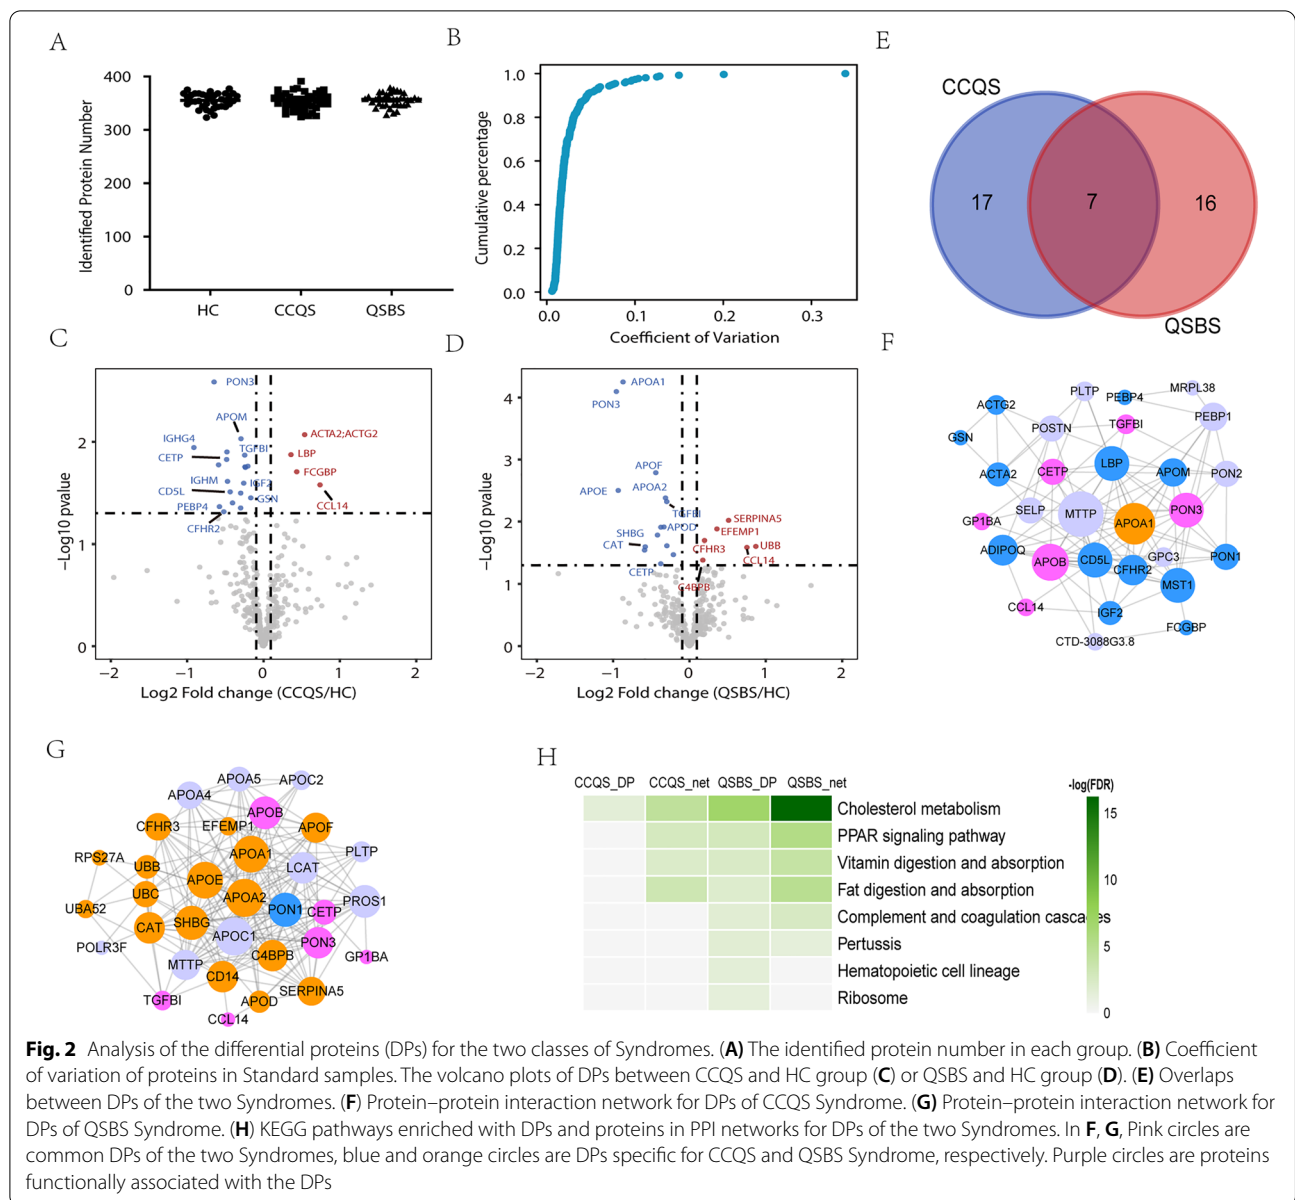 A
400
300
200
100
0
Identified Protein Number
HC
CCQS
QSBS
B
1.0
0.8
0.6
0.4
0.2
0.0
Cumulative percentage
0.0
0.1
0.2
0.3
Coefficient of Variation
E
CCQS
17
7
16
QSBS
C
PON3
APOM
IGHG4
TGFBI
CETP
IGHM
IGF2
CD5L
GSN
PEBP4
CFHR2
ACTA2;ACTG2
LBP
FCGBP
CCL14
2
1
0
−Log10 pvalue
−2
−1
0
1
2
Log2 Fold change (CCQS/HC)
D
APOA1
PON3
APOF
APOE
APOA2
TGFBI
APOD
SHBG
CAT
CETP
SERPINA5
EFEMP1
CFHR3
UBB
CCL14
C4BPB
4
3
2
1
0
−Log10 pvalue
−2
−1
0
1
2
Log2 Fold change (QSBS/HC)
F
PLTP
MRPL38
PEBP4
ACTG2
TGFBI
PEBP1
POSTN
GSN
LBP
CETP
APOM
PON2
ACTA2
SELP
MTTP
PON3
GP1BA
APOA1
ADIPOQ
GPC3
PON1
APOB
CD5L
CFHR2
MST1
CCL14
IGF2
FCGBP
CTD-3088G3.8
G
APOA5
APOC2
APOA4
APOB
CFHR3
EFEMP1
APOF
RPS27A
APOA1
PLTP
UBB
LCAT
APOE
UBC
APOA2
PROS1
UBA52
PON1
CETP
CAT
SHBG
APOC1
PON3
POLR3F
C4BPB
GP1BA
MTTP
CD14
SERPINA5
TGFBI
APOD
CCL14
H
CCQS_DP
CCQS_net
QSBS_DP
QSBS_net
-log(FDR)
Cholesterol metabolism
PPAR signaling pathway
Vitamin digestion and absorption
Fat digestion and absorption
Complement and coagulation cascades
Pertussis
Hematopoietic cell lineage
Ribosome
15
10
5
0
Fig. 2 Analysis of the differential proteins (DPs) for the two classes of Syndromes. (A) The identified protein number in each group. (B) Coefficient
of variation of proteins in Standard samples. The volcano plots of DPs between CCQS and HC group (C) or QSBS and HC group (D). (E) Overlaps
between DPs of the two Syndromes. (F) Protein–protein interaction network for DPs of CCQS Syndrome. (G) Protein–protein interaction network for
DPs of QSBS Syndrome. (H) KEGG pathways enriched with DPs and proteins in PPI networks for DPs of the two Syndromes. In F, G, Pink circles are
common DPs of the two Syndromes, blue and orange circles are DPs specific for CCQS and QSBS Syndrome, respectively. Purple circles are proteins
functionally associated with the DPs